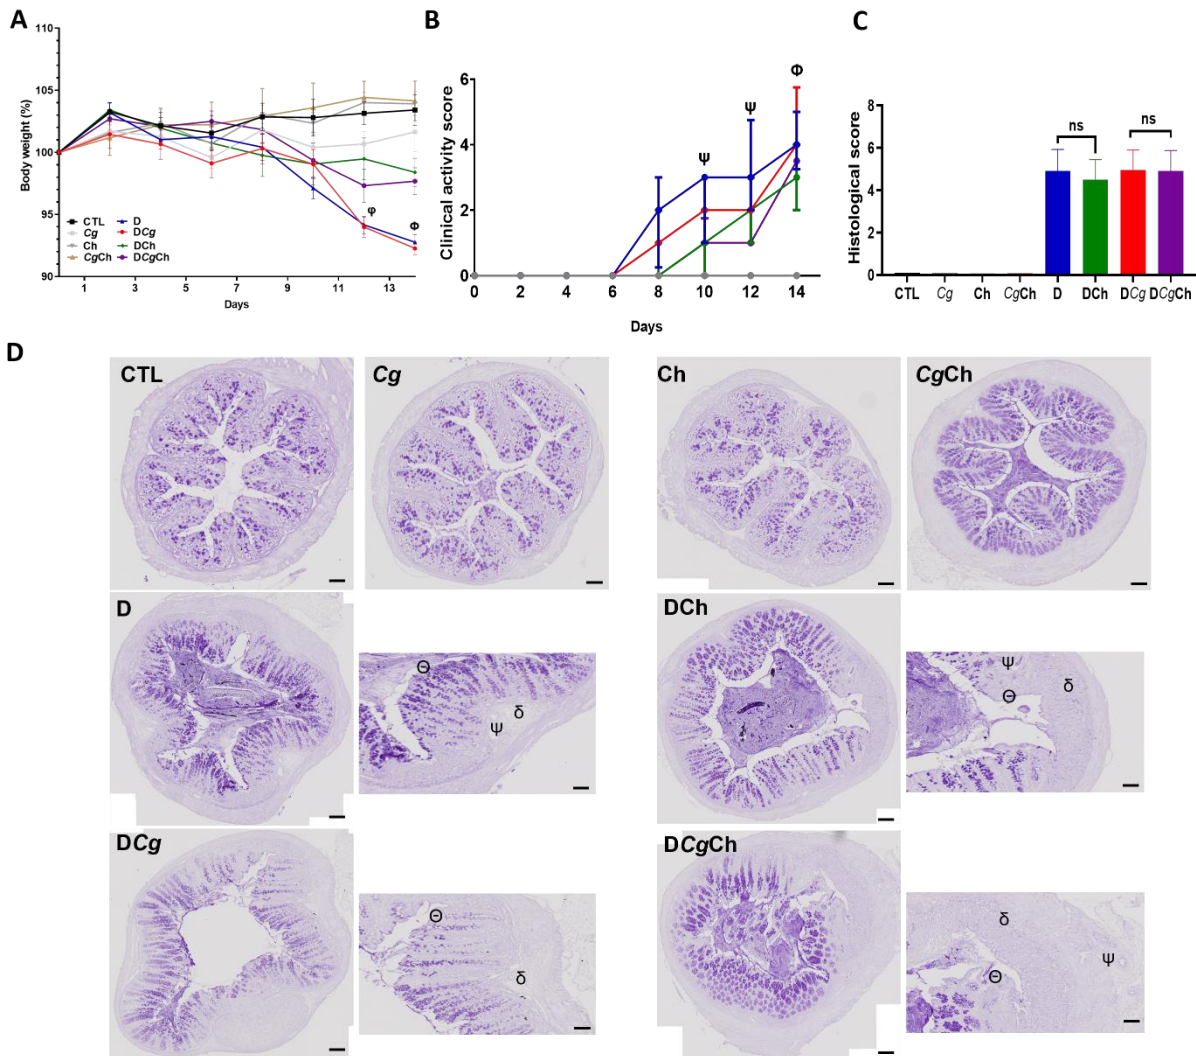 A
110
105
100
95
90
Body weight (%)
φ
Φ
CTL
D
Cg
DCg
Ch
DCh
CgCh
DCgCh
1 3 5 7 9 11 13
Days
B
6
4
2
0
Clinical activity score
Ψ Ψ Φ
0 2 4 6 8 10 12 14
Days
C
8
6
4
2
0
Histological score
ns ns
CTL Cg Ch CgCh D DCh DCg DCgCh
D
CTL
Cg
Ch
CgCh
D
Θ
δ
ψ
DCh
ψ
Θ
δ
DCg
Θ
δ
DCgCh
δ
Θ
ψ